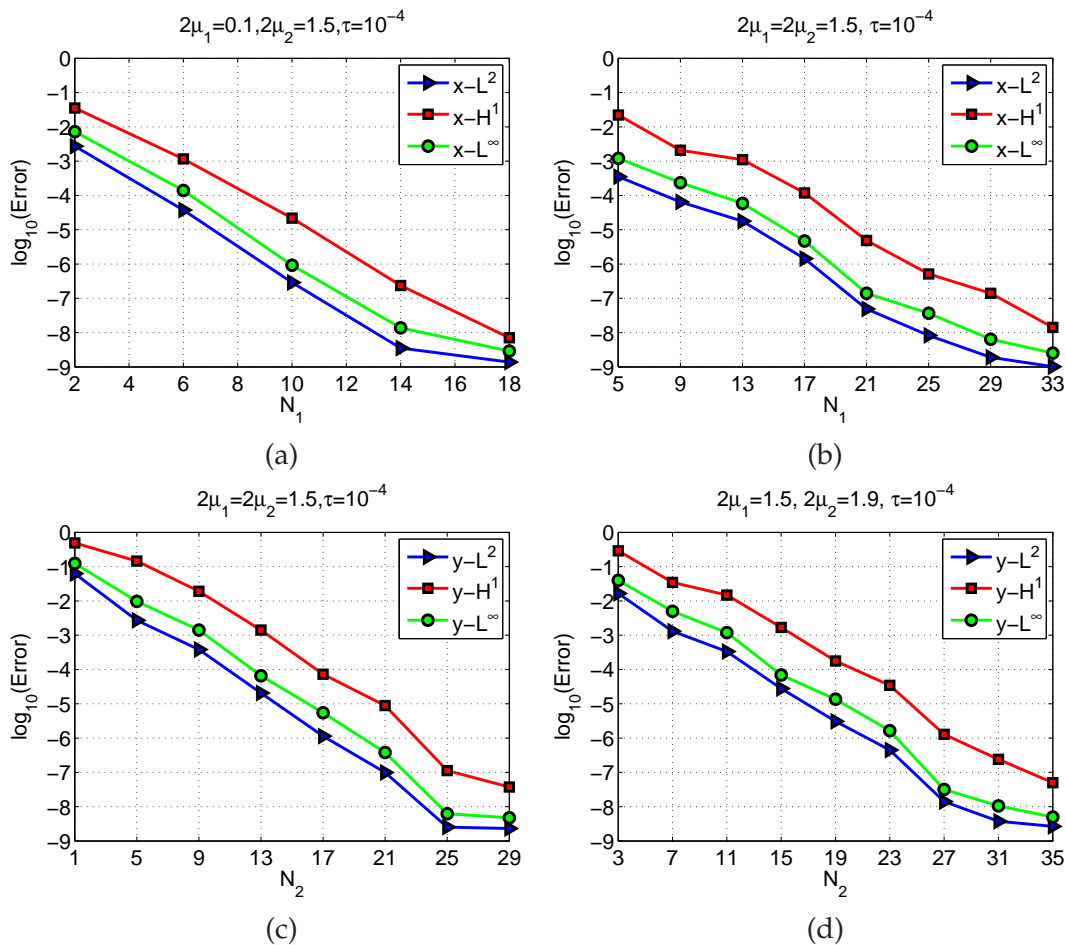 2μ₁=0.1,2μ₂=1.5,τ=10⁻⁴
log₁₀(Error)
0
−1
−2
−3
−4
−5
−6
−7
−8
−9
2 4 6 8 10 12 14 16 18
N₁
x−L²
x−H¹
x−L∞
(a)
2μ₁=2μ₂=1.5, τ=10⁻⁴
log₁₀(Error)
0
−1
−2
−3
−4
−5
−6
−7
−8
−9
5 9 13 17 21 25 29 33
N₁
x−L²
x−H¹
x−L∞
(b)
2μ₁=2μ₂=1.5,τ=10⁻⁴
log₁₀(Error)
0
−1
−2
−3
−4
−5
−6
−7
−8
−9
1 5 9 13 17 21 25 29
N₂
y−L²
y−H¹
y−L∞
(c)
2μ₁=1.5, 2μ₂=1.9, τ=10⁻⁴
log₁₀(Error)
0
−1
−2
−3
−4
−5
−6
−7
−8
−9
3 7 11 15 19 23 27 31 35
N₂
y−L²
y−H¹
y−L∞
(d)